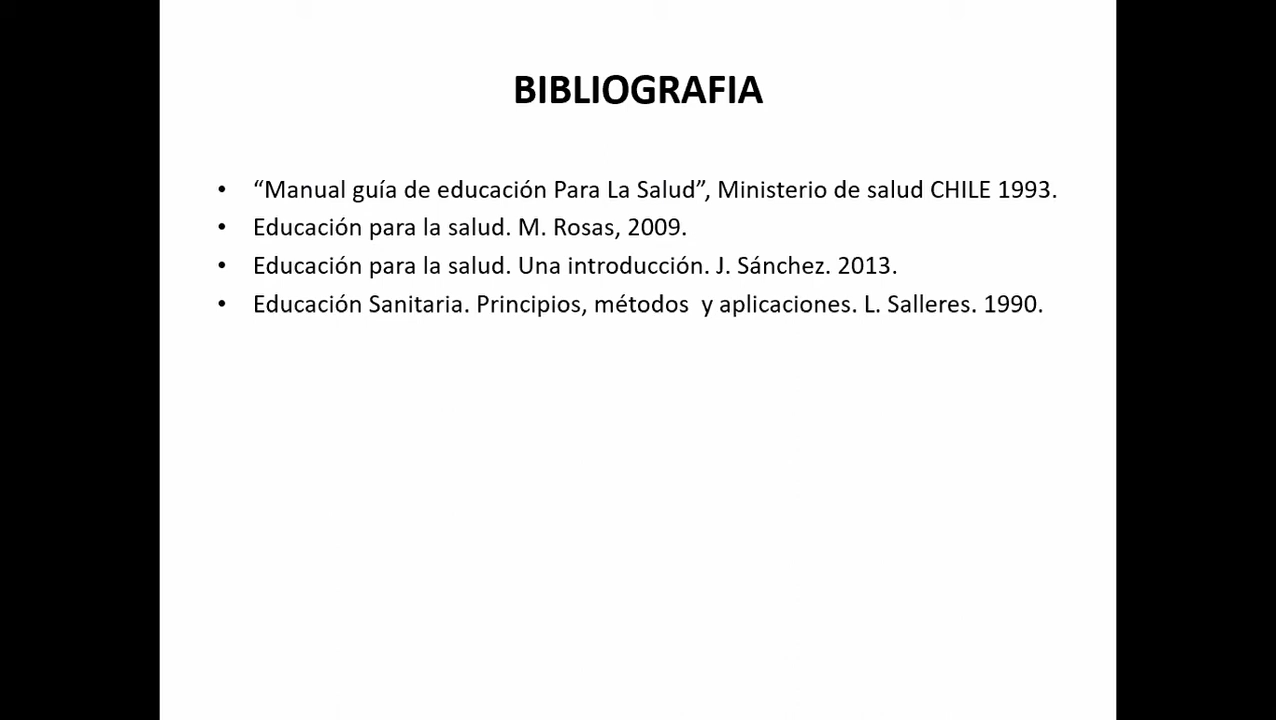 BIBLIOGRAFIA
• “Manual guía de educación Para La Salud”, Ministerio de salud CHILE 1993.
• Educación para la salud. M. Rosas, 2009.
• Educación para la salud. Una introducción. J. Sánchez. 2013.
• Educación Sanitaria. Principios, métodos  y aplicaciones. L. Salleres. 1990.